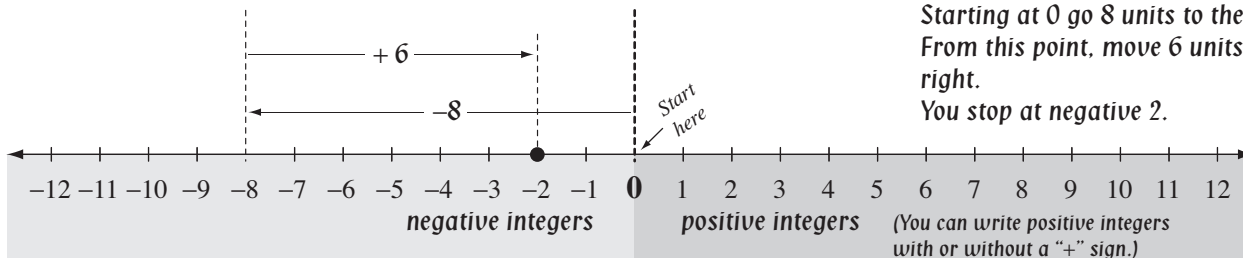 Starting at 0 go 8 units to the
From this point, move 6 units
right.
You stop at negative 2.
+ 6
–8
Start
here
–12 –11 –10 –9 –8 –7 –6 –5 –4 –3 –2 –1 0 1 2 3 4 5 6 7 8 9 10 11 12
negative integers positive integers (You can write positive integers
with or without a “+” sign.)